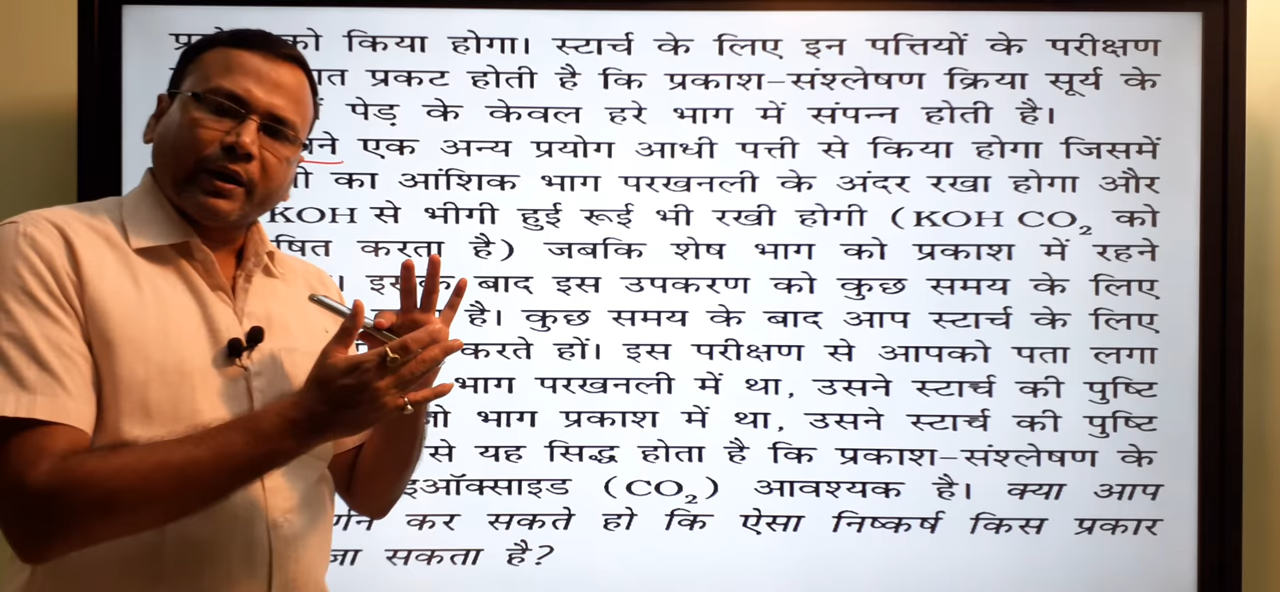 को किया होगा। स्टार्च के लिए इन पत्तियों के परीक्षण
प्रकट होती है कि प्रकाश–संश्लेषण क्रिया सूर्य के
पेड़ के केवल हरे भाग में संपन्न होती है।
एक अन्य प्रयोग आधी पत्ती से किया होगा जिसमें
का आंशिक भाग परखनली के अंदर रखा होगा और
KOH से भीगी हुई रूई भी रखी होगी (KOH CO₂ को
करता है) जबकि शेष भाग को प्रकाश में रहने
बाद इस उपकरण को कुछ समय के लिए
है। कुछ समय के बाद आप स्टार्च के लिए
करते हों। इस परीक्षण से आपको पता लगा
भाग परखनली में था, उसने स्टार्च की पुष्टि
भाग प्रकाश में था, उसने स्टार्च की पुष्टि
से यह सिद्ध होता है कि प्रकाश–संश्लेषण के
(CO₂) आवश्यक है। क्या आप
कर सकते हो कि ऐसा निष्कर्ष किस प्रकार
जा सकता है?